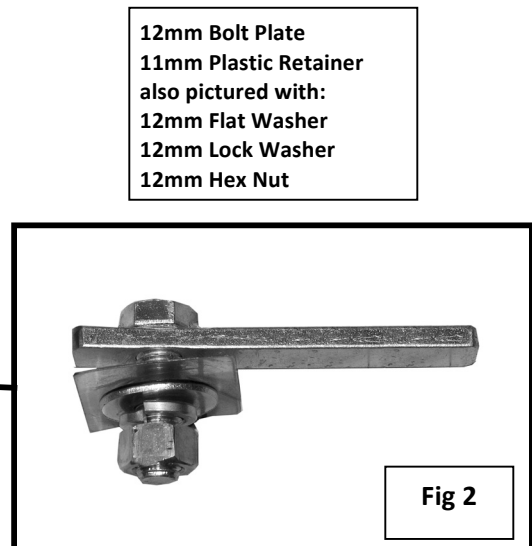 12mm Bolt Plate
11mm Plastic Retainer
also pictured with:
12mm Flat Washer
12mm Lock Washer
12mm Hex Nut
Fig 2